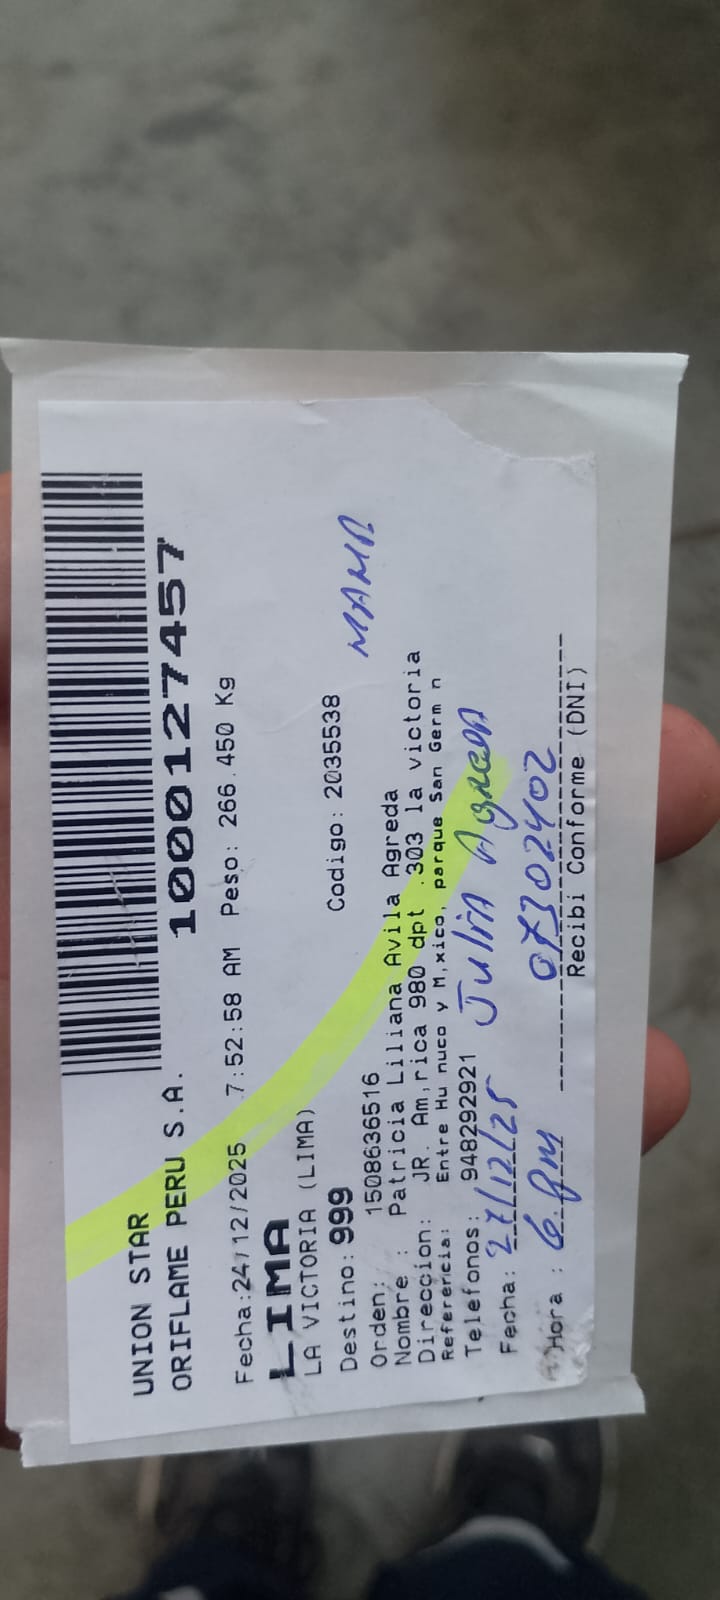 UNION STAR
ORIFLAME PERU S.A. 1000127457
Fecha:24/12/2025 7:52:58 AM Peso: 266.450 Kg
LIMA
LA VICTORIA (LIMA)
Destino: 999 Codigo: 2035538
MAMA
Orden: 1508636516
Nombre : Patricia Liliana Avila Agreda
Direccion: JR. Am,rica 980 dpt .303 la victoria
Referencia: Entre Hu nuco y M,xico, parque San Germ n
Telefonos: 948292921 Julia Agreda
Fecha: 27/12/25
Hora : 6.pm 07302402
Recibi Conforme (DNI)